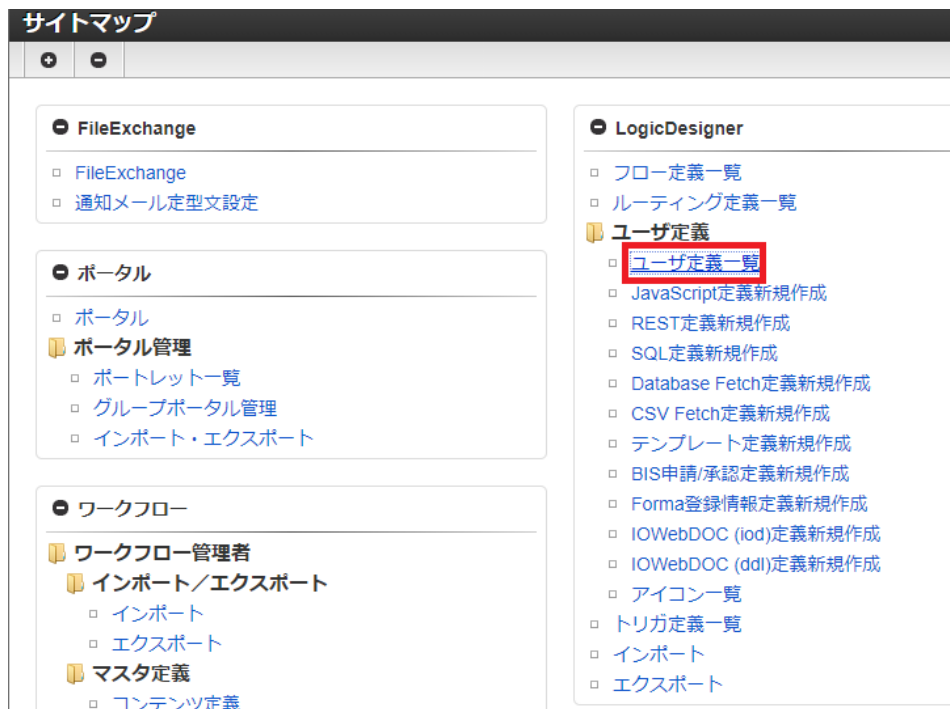 サイトマップ
FileExchange
FileExchange
通知メール定型文設定
ポータル
ポータル
ポータル管理
ポートレット一覧
グループポータル管理
インポート・エクスポート
ワークフロー
ワークフロー管理者
インポート／エクスポート
インポート
エクスポート
マスタ定義
コンテンツ定義
LogicDesigner
フロー定義一覧
ルーティング定義一覧
ユーザ定義
ユーザ定義一覧
JavaScript定義新規作成
REST定義新規作成
SQL定義新規作成
Database Fetch定義新規作成
CSV Fetch定義新規作成
テンプレート定義新規作成
BIS申請/承認定義新規作成
Forma登録情報定義新規作成
IOWebDOC (iod)定義新規作成
IOWebDOC (ddl)定義新規作成
アイコン一覧
トリガ定義一覧
インポート
エクスポート